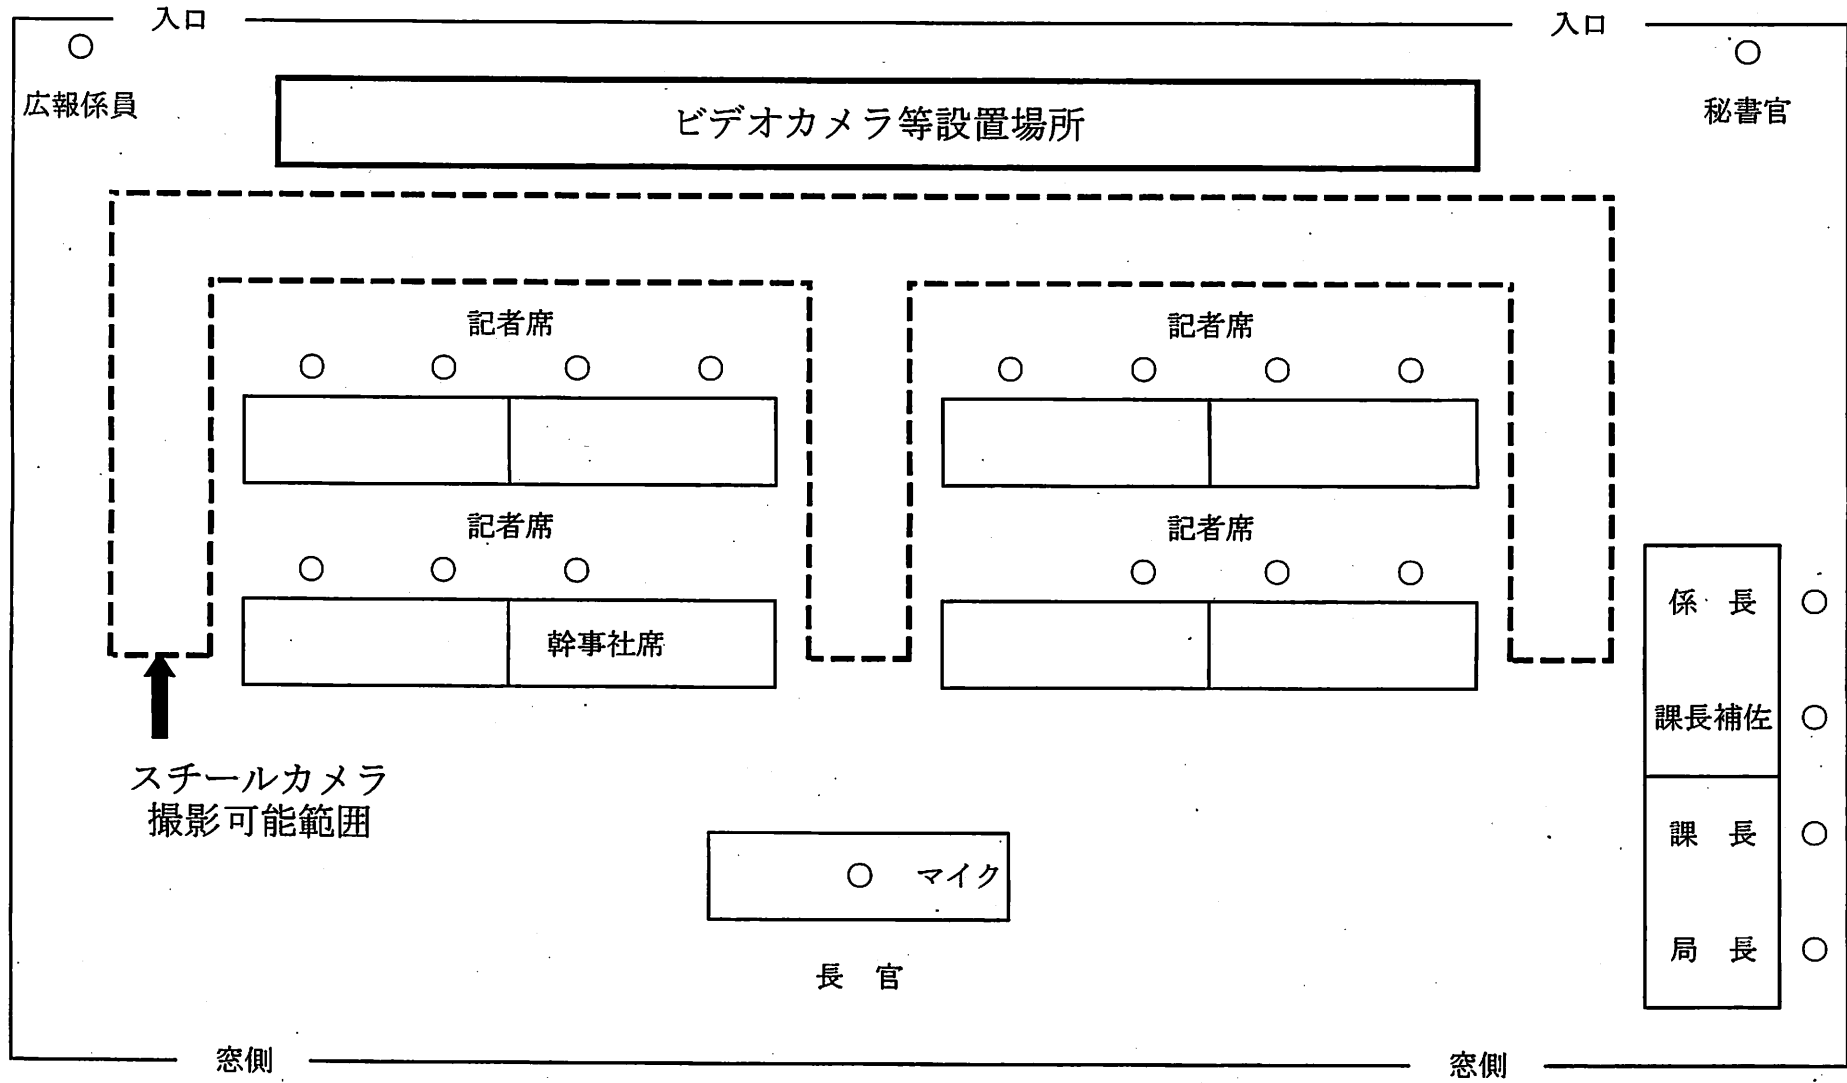 入口
入口
広報係員
ビデオカメラ等設置場所
秘書官
記者席
記者席
記者席
記者席
幹事社席
係 長
課長補佐
課 長
局 長
スチールカメラ
撮影可能範囲
マイク
長 官
窓側
窓側